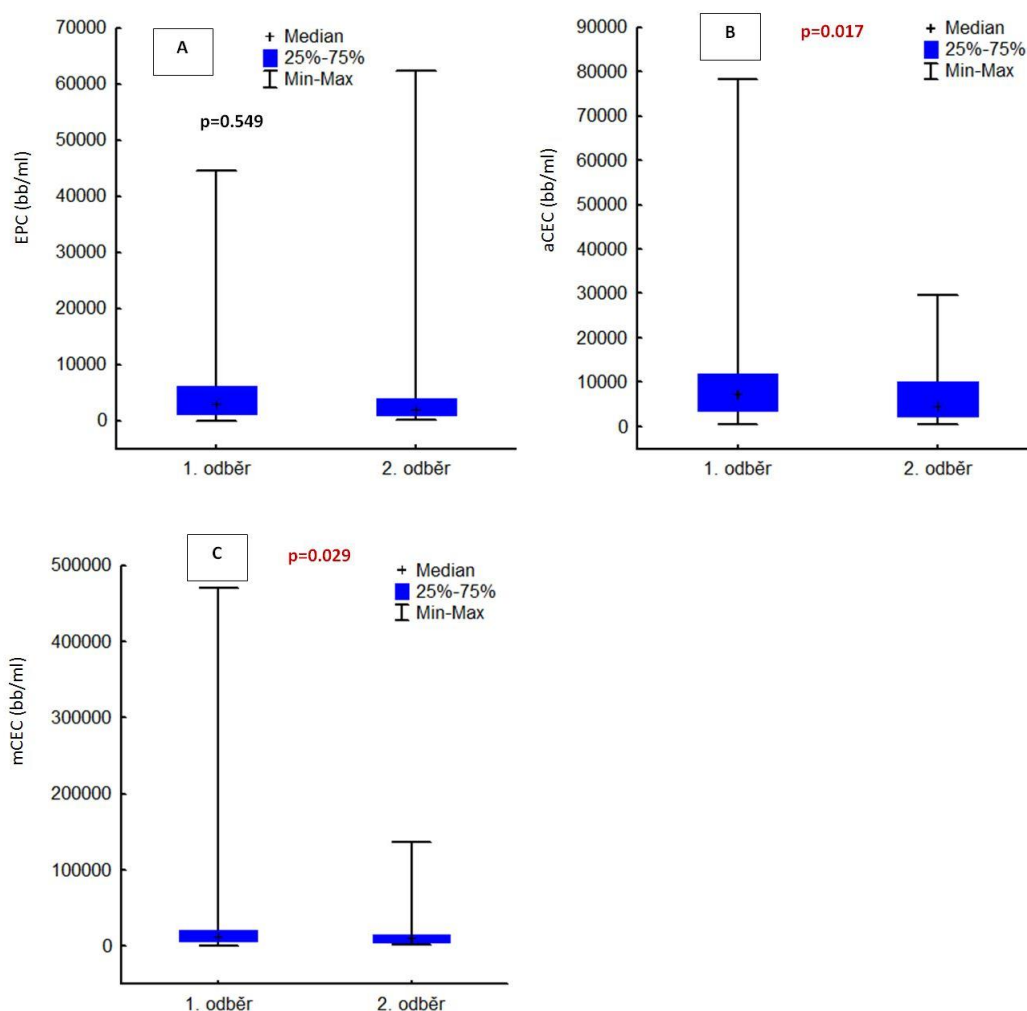 A
Median
25%-75%
Min-Max
p=0.549
EPC (bb/ml)
70000
60000
50000
40000
30000
20000
10000
0
1. odběr
2. odběr
B
p=0.017
Median
25%-75%
Min-Max
aCEC (bb/ml)
90000
80000
70000
60000
50000
40000
30000
20000
10000
0
1. odběr
2. odběr
C
p=0.029
Median
25%-75%
Min-Max
mCEC (bb/ml)
500000
400000
300000
200000
100000
0
1. odběr
2. odběr